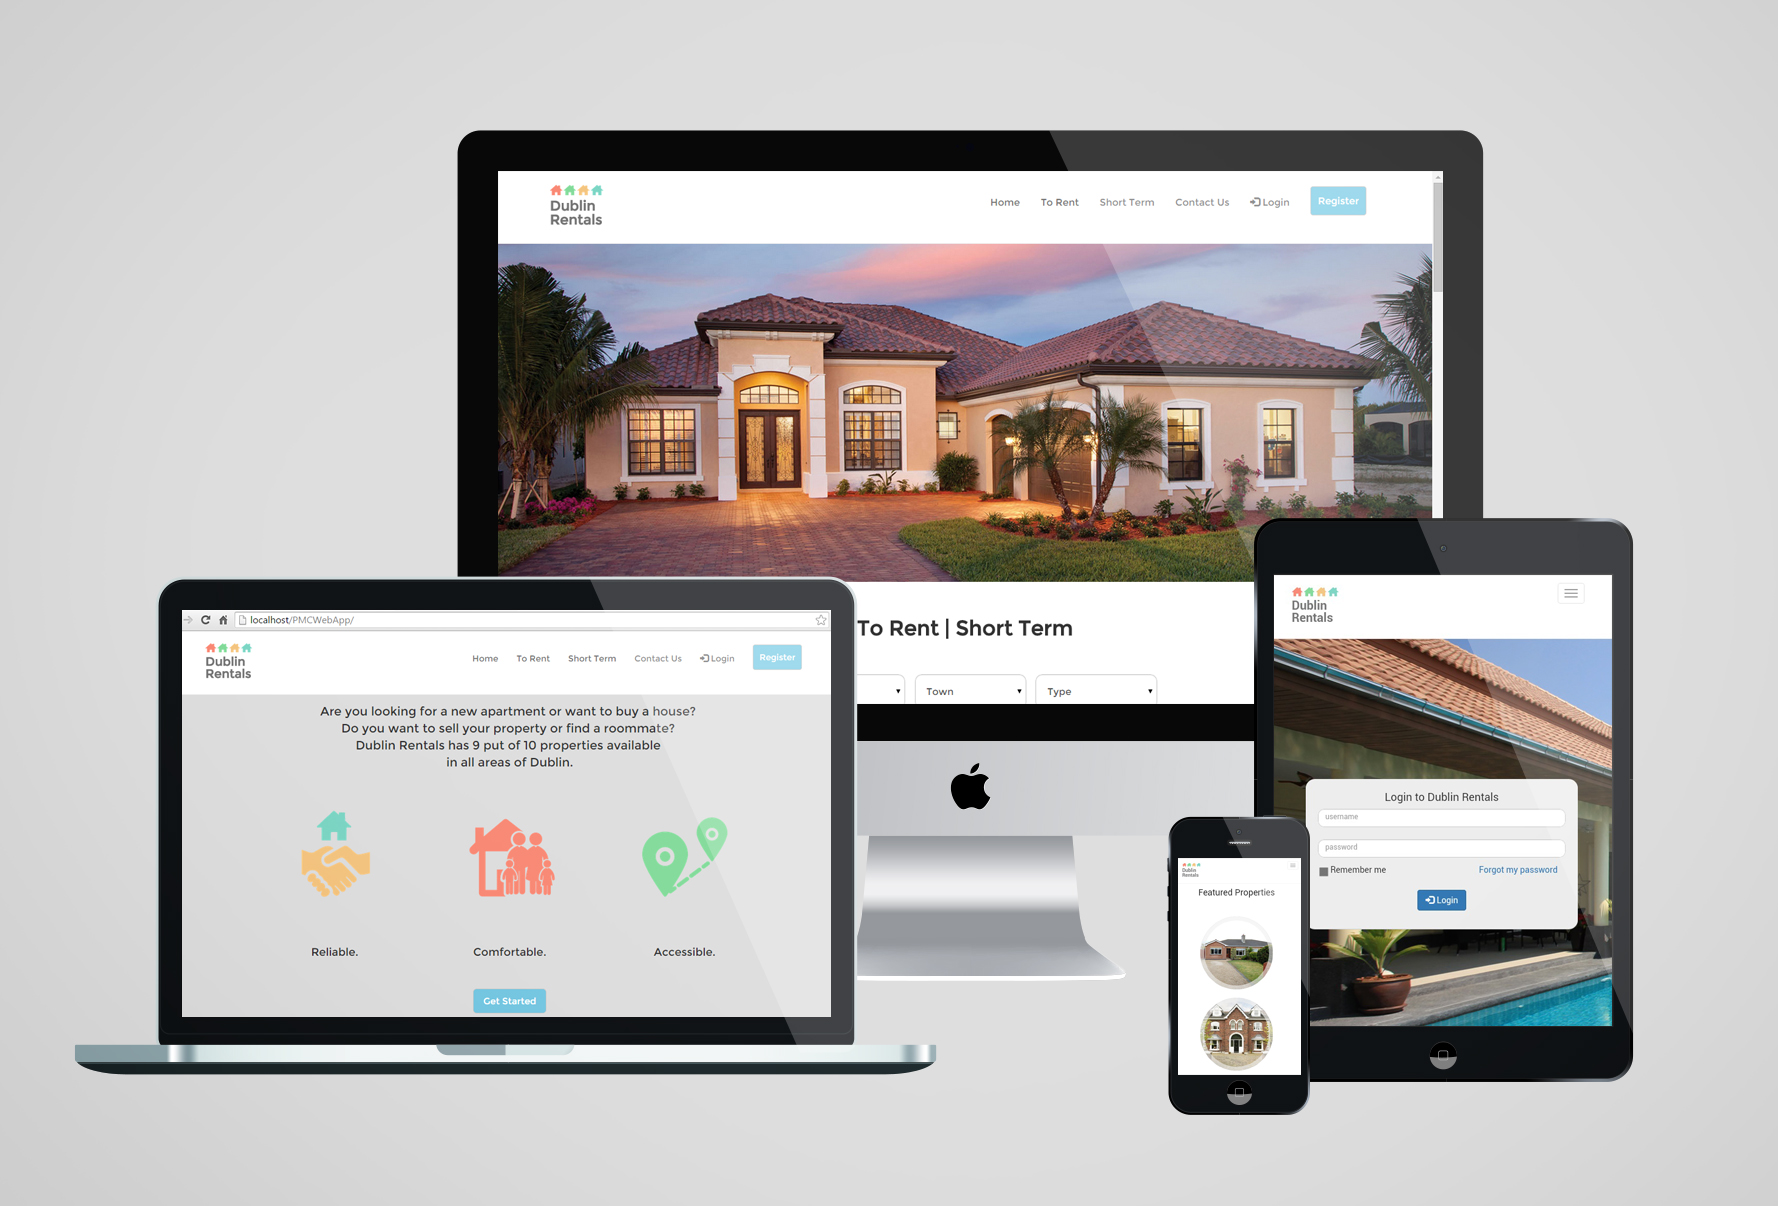 Dublin
Rentals
Home To Rent Short Term Contact Us Login Register
To Rent | Short Term
Town Type
localhost/PMCWebApp/
Dublin
Rentals
Home To Rent Short Term Contact Us Login Register
Are you looking for a new apartment or want to buy a house?
Do you want to sell your property or find a roommate?
Dublin Rentals has 9 put of 10 properties available
in all areas of Dublin.
Reliable. Comfortable. Accessible.
Get Started
Dublin
Rentals
Login to Dublin Rentals
username
password
Remember me Forgot my password
Login
Dublin
Rentals
Featured Properties